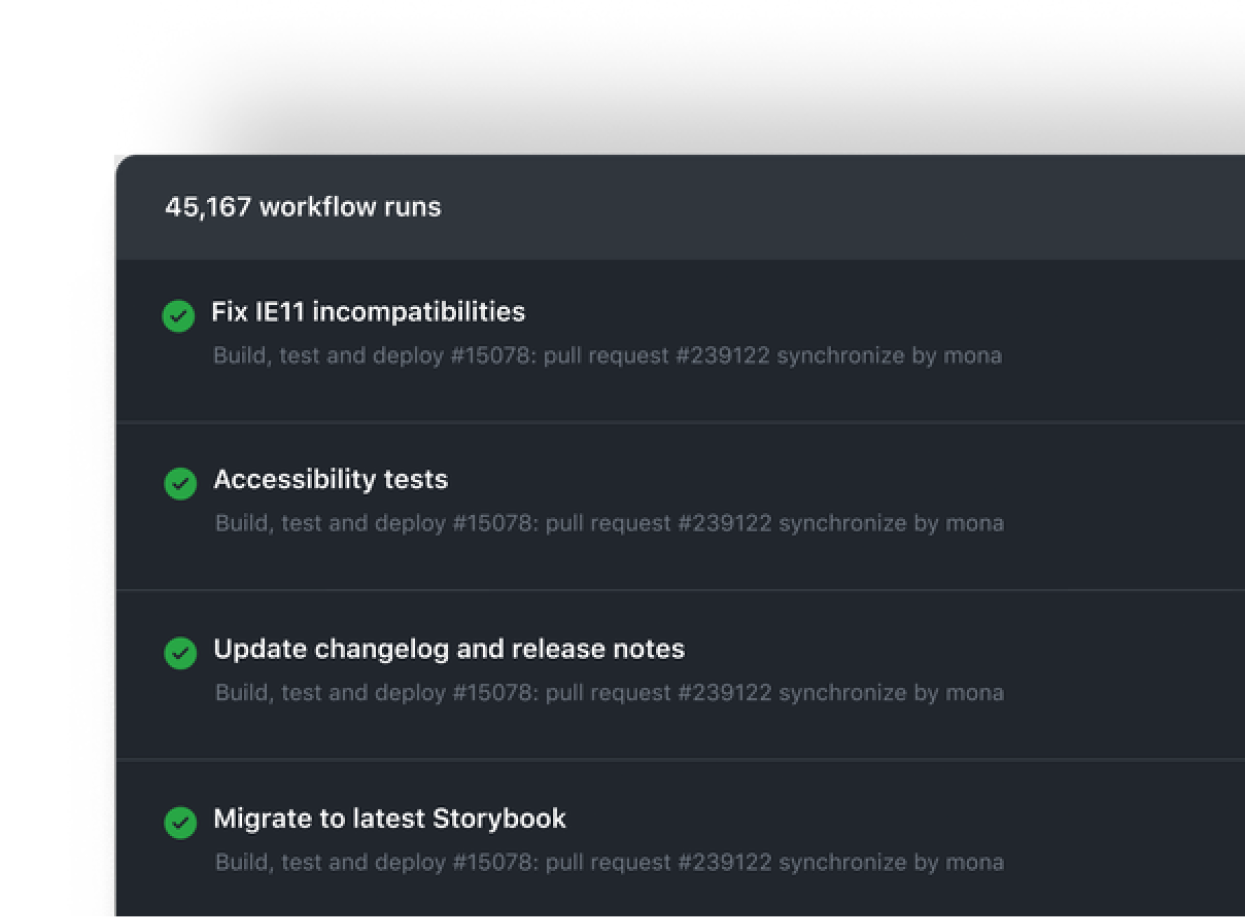 45,167 workflow runs
Fix IE11 incompatibilities
Build, test and deploy #15078: pull request #239122 synchronize by mona
Accessibility tests
Build, test and deploy #15078: pull request #239122 synchronize by mona
Update changelog and release notes
Build, test and deploy #15078: pull request #239122 synchronize by mona
Migrate to latest Storybook
Build, test and deploy #15078: pull request #239122 synchronize by mona